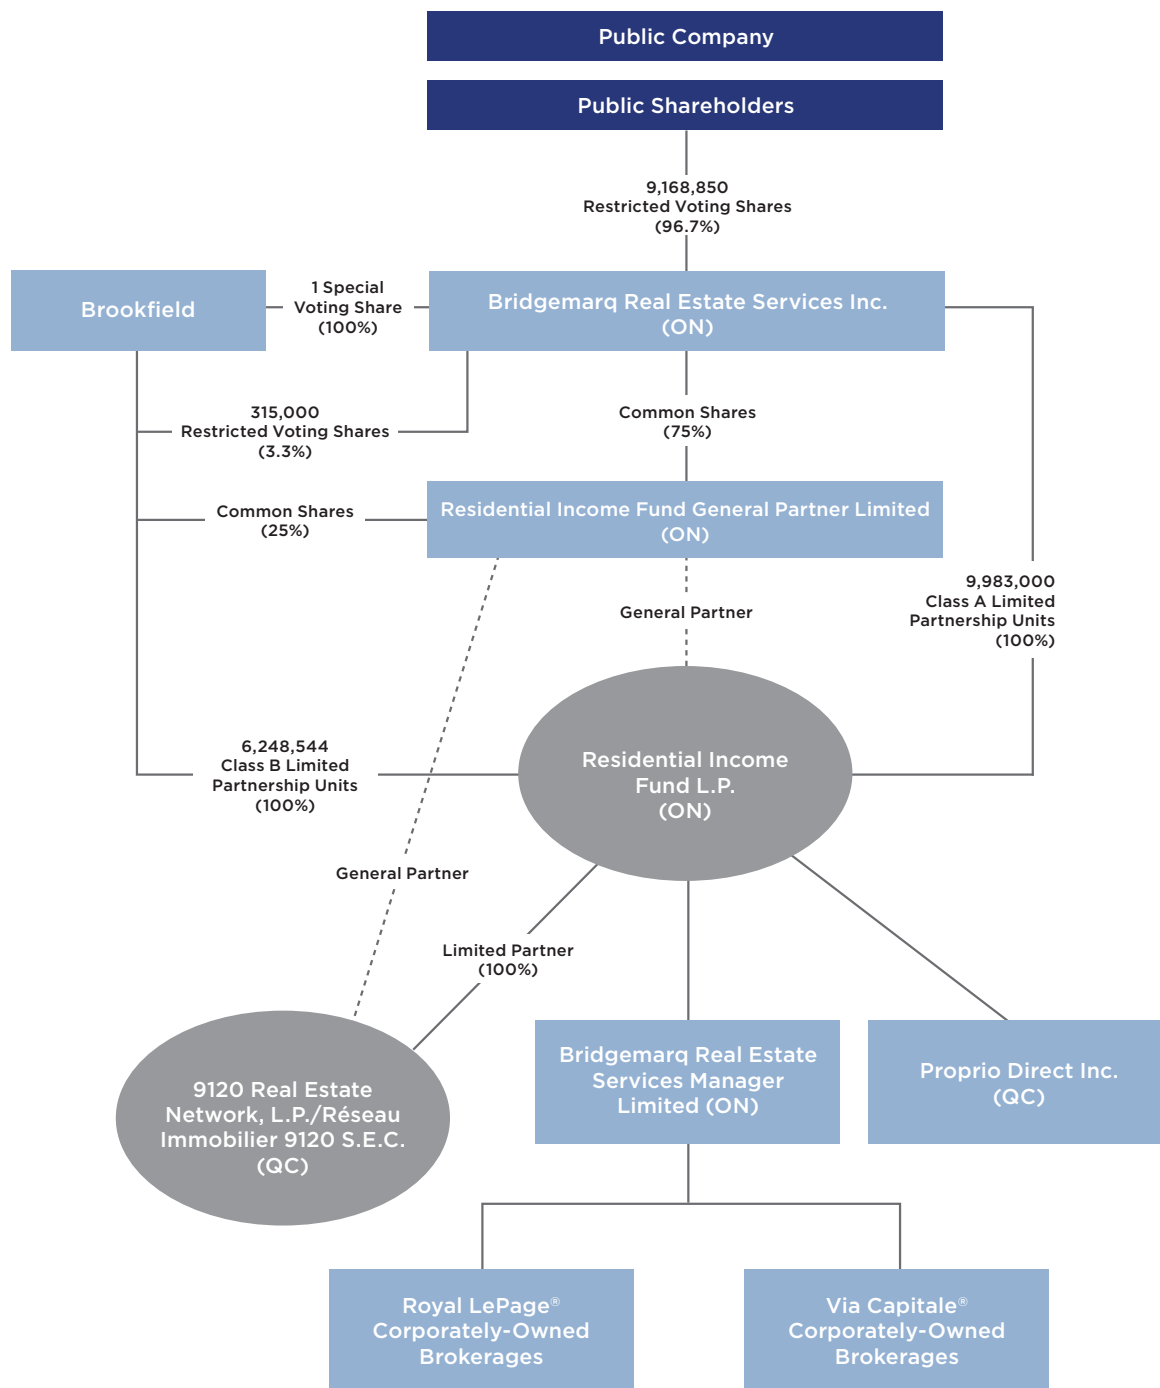 Public Company
Public Shareholders
9,168,850
Restricted Voting Shares
(96.7%)
Brookfield
1 Special
Voting Share
(100%)
Bridgemarq Real Estate Services Inc.
(ON)
315,000
Restricted Voting Shares
(3.3%)
Common Shares
(75%)
Common Shares
(25%)
Residential Income Fund General Partner Limited
(ON)
General Partner
9,983,000
Class A Limited
Partnership Units
(100%)
6,248,544
Class B Limited
Partnership Units
(100%)
Residential Income
Fund L.P.
(ON)
General Partner
Limited Partner
(100%)
9120 Real Estate
Network, L.P./Réseau
Immobilier 9120 S.E.C.
(QC)
Bridgemarq Real Estate
Services Manager
Limited (ON)
Proprio Direct Inc.
(QC)
Royal LePage®
Corporately-Owned
Brokerages
Via Capitale®
Corporately-Owned
Brokerages